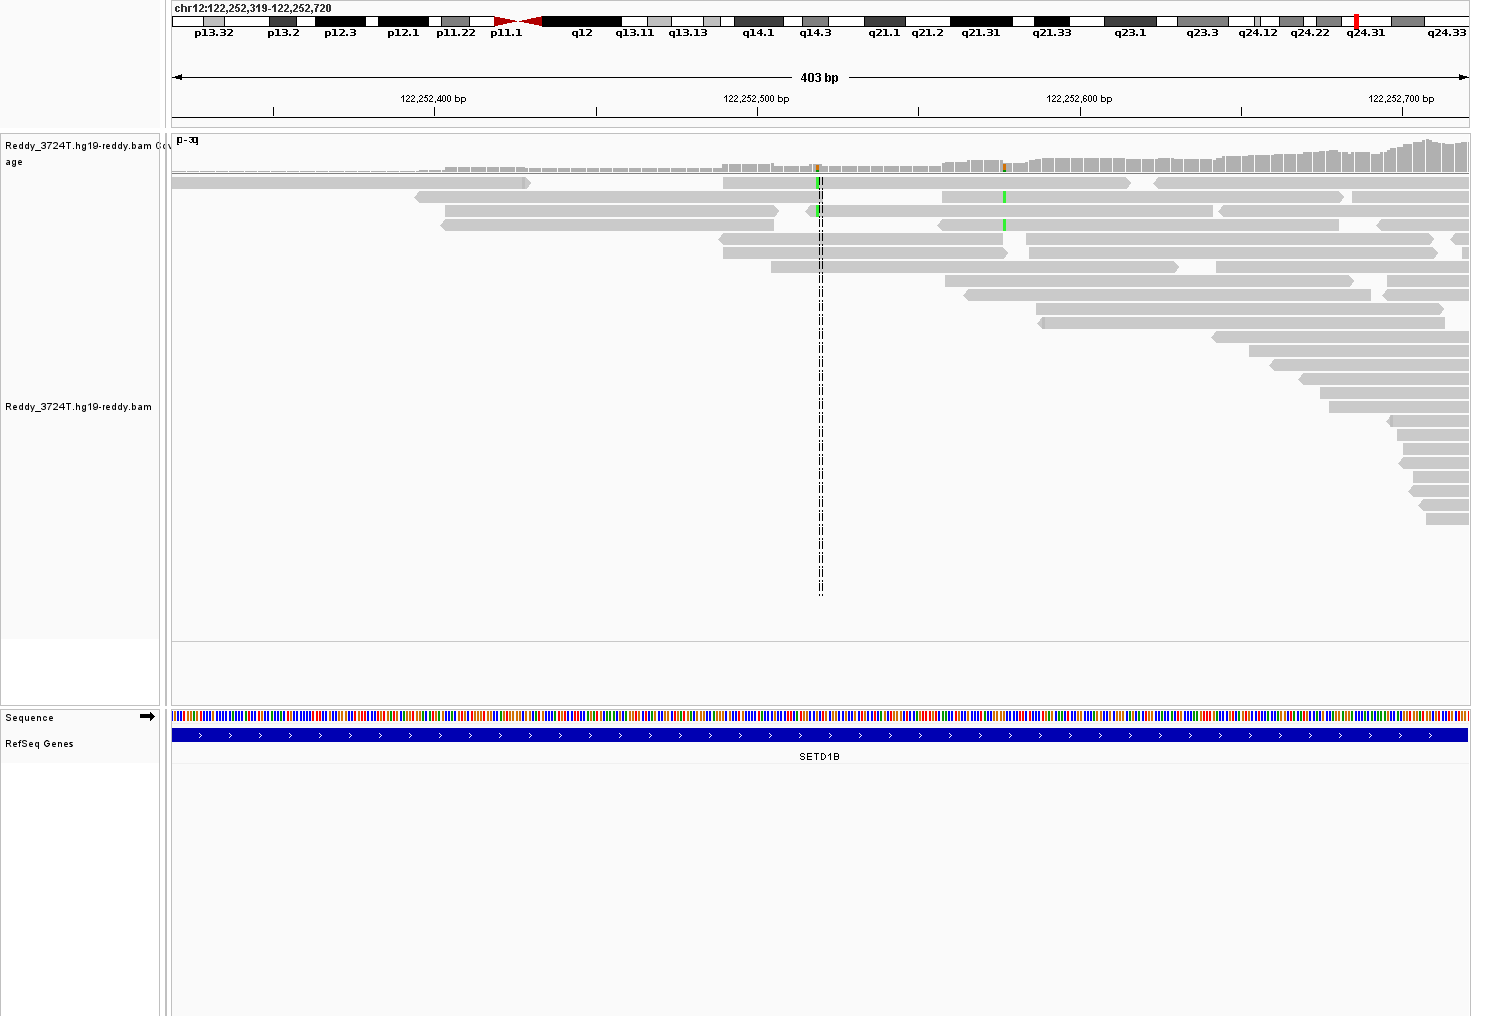 chr12:122,252,319-122,252,720
p13.32 p13.2 p12.3 p12.1 p11.22 p11.1 q12 q13.11 q13.13 q14.1 q14.3 q21.1 q21.2 q21.31 q21.33 q23.1 q23.3 q24.12 q24.22 q24.31 q24.33
403 bp
122,252,400 bp 122,252,500 bp 122,252,600 bp 122,252,700 bp
Reddy_3724T.hg19-reddy.bam Cov
age
Reddy_3724T.hg19-reddy.bam
Sequence
RefSeq Genes
SETD1B